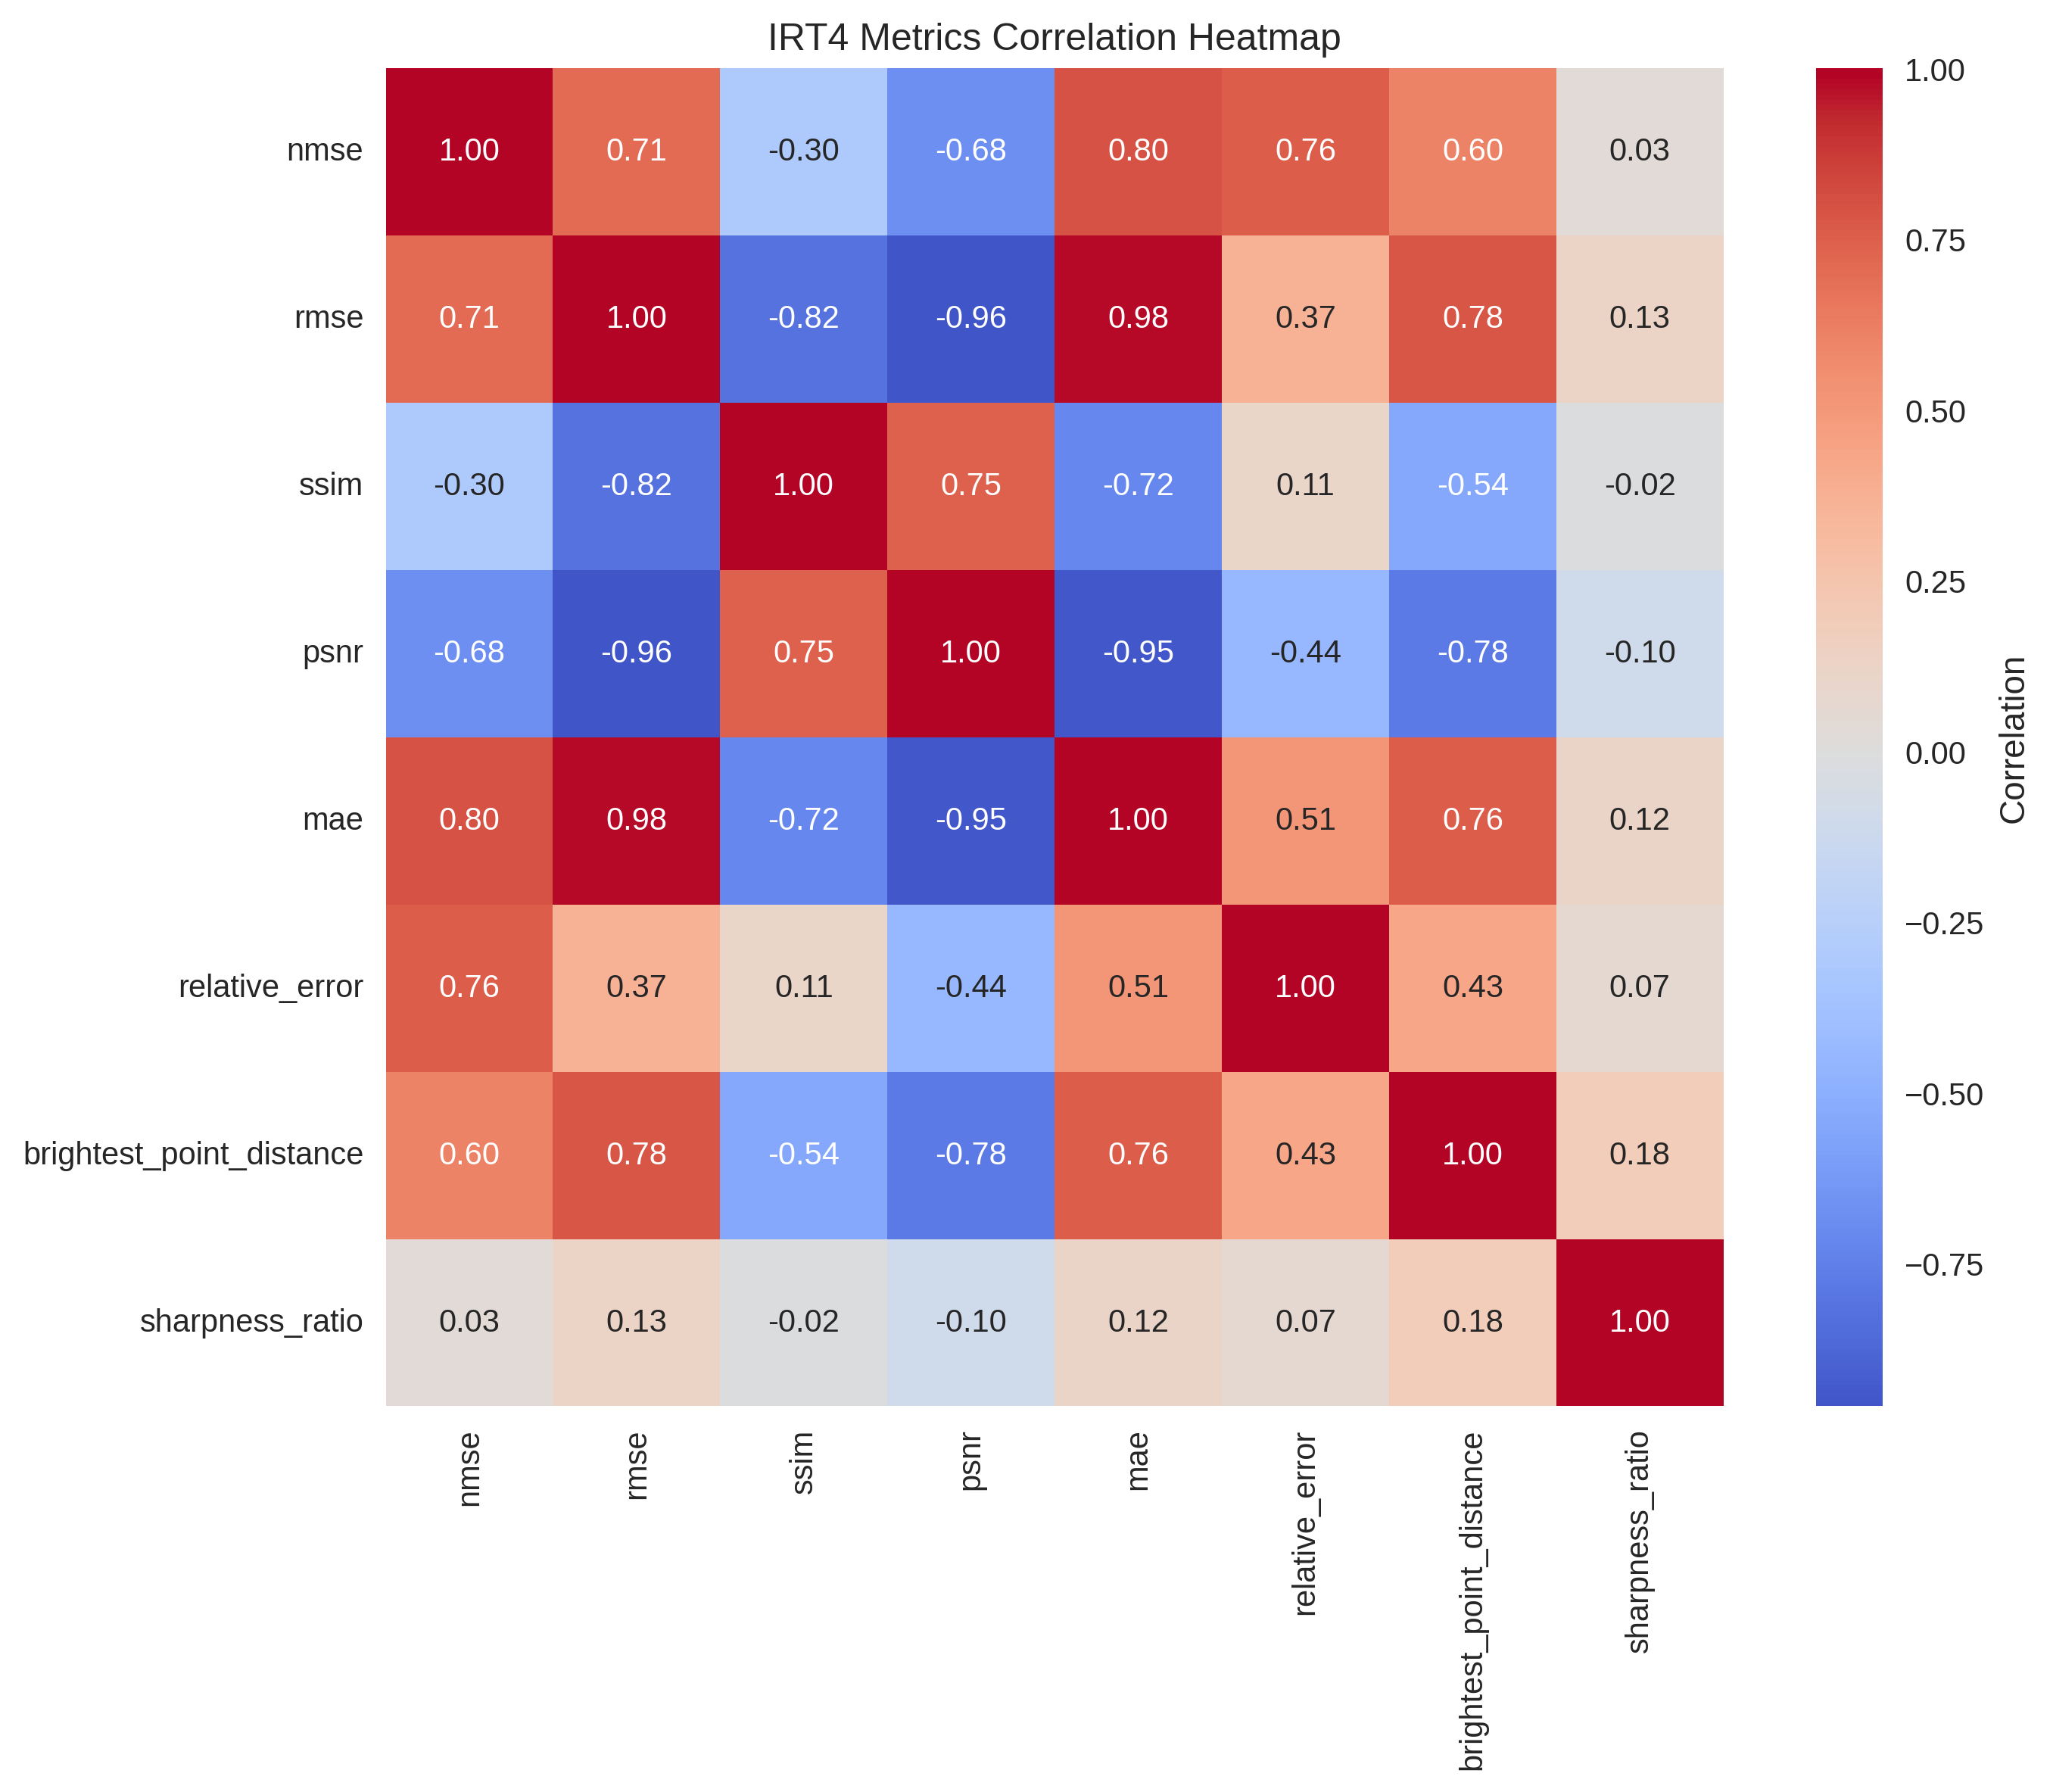 IRT4 Metrics Correlation Heatmap
nmse 1.00 0.71 -0.30 -0.68 0.80 0.76 0.60 0.03
rmse 0.71 1.00 -0.82 -0.96 0.98 0.37 0.78 0.13
ssim -0.30 -0.82 1.00 0.75 -0.72 0.11 -0.54 -0.02
psnr -0.68 -0.96 0.75 1.00 -0.95 -0.44 -0.78 -0.10
mae 0.80 0.98 -0.72 -0.95 1.00 0.51 0.76 0.12
relative_error 0.76 0.37 0.11 -0.44 0.51 1.00 0.43 0.07
brightest_point_distance 0.60 0.78 -0.54 -0.78 0.76 0.43 1.00 0.18
sharpness_ratio 0.03 0.13 -0.02 -0.10 0.12 0.07 0.18 1.00
nmse
rmse
ssim
psnr
mae
relative_error
brightest_point_distance
sharpness_ratio
1.00
0.75
0.50
0.25
0.00
−0.25
−0.50
−0.75
Correlation